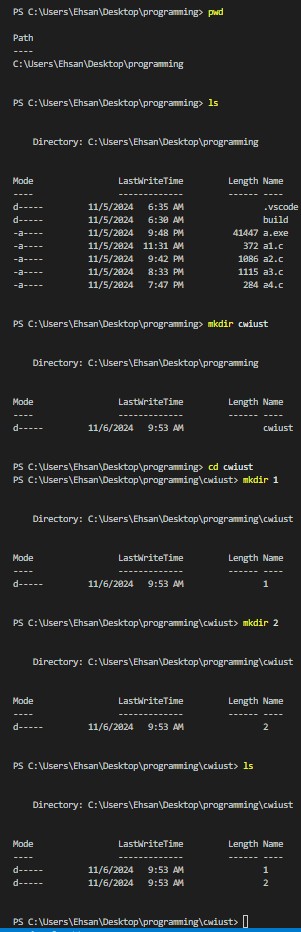 PS C:\Users\Ehsan\Desktop\programming> pwd
Path
----
C:\Users\Ehsan\Desktop\programming
PS C:\Users\Ehsan\Desktop\programming> ls
Directory: C:\Users\Ehsan\Desktop\programming
Mode LastWriteTime Length Name
---- ------------- ------ ----
d----- 11/5/2024 6:35 AM .vscode
d----- 11/5/2024 6:30 AM build
-a---- 11/5/2024 9:48 PM 41447 a.exe
-a---- 11/5/2024 11:31 AM 372 a1.c
-a---- 11/5/2024 9:42 PM 1086 a2.c
-a---- 11/5/2024 8:33 PM 1115 a3.c
-a---- 11/5/2024 7:47 PM 284 a4.c
PS C:\Users\Ehsan\Desktop\programming> mkdir cwiust
Directory: C:\Users\Ehsan\Desktop\programming
Mode LastWriteTime Length Name
---- ------------- ------ ----
d----- 11/6/2024 9:53 AM cwiust
PS C:\Users\Ehsan\Desktop\programming> cd cwiust
PS C:\Users\Ehsan\Desktop\programming\cwiust> mkdir 1
Directory: C:\Users\Ehsan\Desktop\programming\cwiust
Mode LastWriteTime Length Name
---- ------------- ------ ----
d----- 11/6/2024 9:53 AM 1
PS C:\Users\Ehsan\Desktop\programming\cwiust> mkdir 2
Directory: C:\Users\Ehsan\Desktop\programming\cwiust
Mode LastWriteTime Length Name
---- ------------- ------ ----
d----- 11/6/2024 9:53 AM 2
PS C:\Users\Ehsan\Desktop\programming\cwiust> ls
Directory: C:\Users\Ehsan\Desktop\programming\cwiust
Mode LastWriteTime Length Name
---- ------------- ------ ----
d----- 11/6/2024 9:53 AM 1
d----- 11/6/2024 9:53 AM 2
PS C:\Users\Ehsan\Desktop\programming\cwiust>